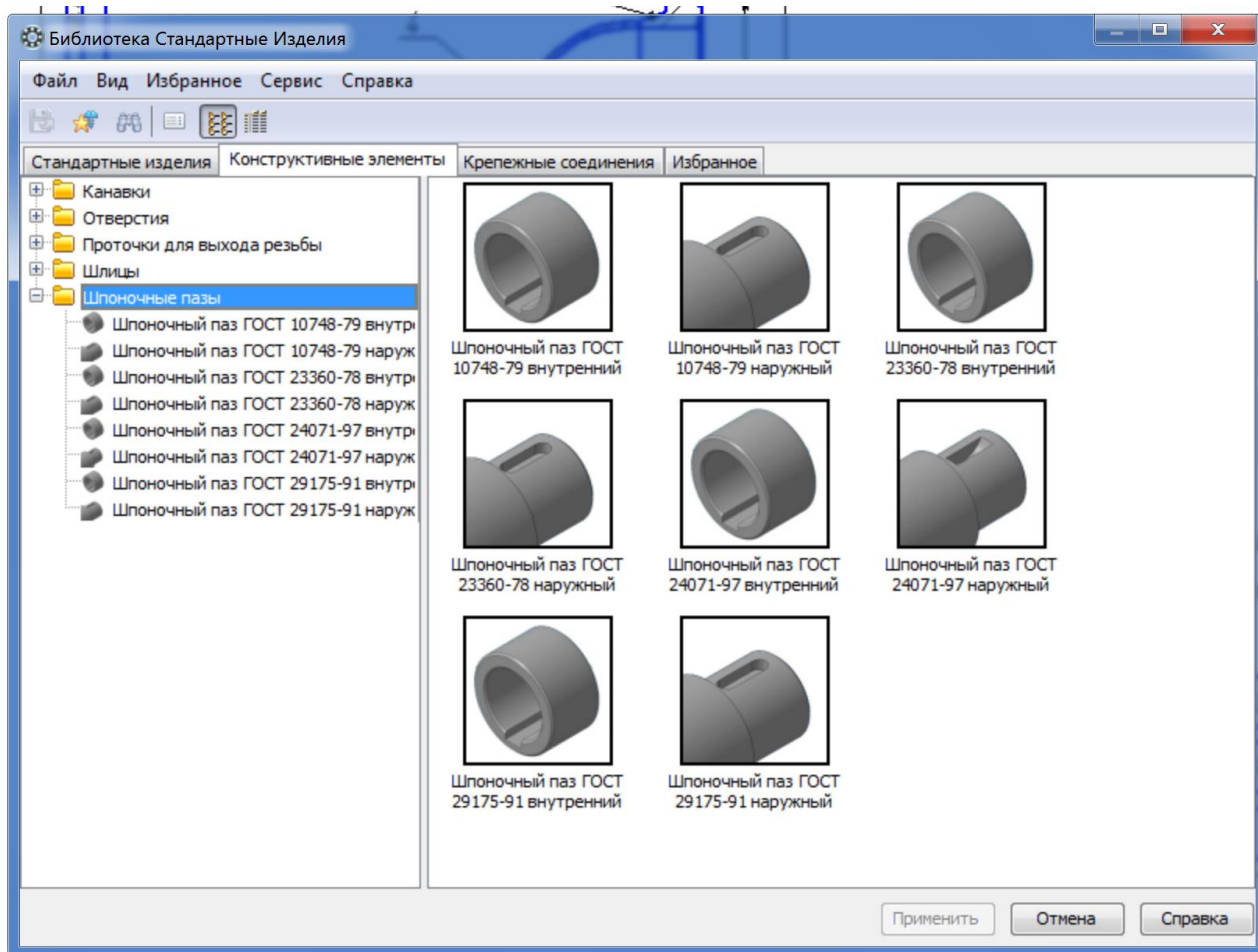 Библиотека Стандартные Изделия
Файл Вид Избранное Сервис Справка
Стандартные изделия Конструктивные элементы Крепежные соединения Избранное
Канавки
Отверстия
Проточки для выхода резьбы
Шлицы
Шпоночные пазы
Шпоночный паз ГОСТ 10748-79 внутр
Шпоночный паз ГОСТ 10748-79 наруж
Шпоночный паз ГОСТ 23360-78 внутр
Шпоночный паз ГОСТ 23360-78 наруж
Шпоночный паз ГОСТ 24071-97 внутр
Шпоночный паз ГОСТ 24071-97 наруж
Шпоночный паз ГОСТ 29175-91 внутр
Шпоночный паз ГОСТ 29175-91 наруж
Шпоночный паз ГОСТ
10748-79 внутренний
Шпоночный паз ГОСТ
10748-79 наружный
Шпоночный паз ГОСТ
23360-78 внутренний
Шпоночный паз ГОСТ
23360-78 наружный
Шпоночный паз ГОСТ
24071-97 внутренний
Шпоночный паз ГОСТ
24071-97 наружный
Шпоночный паз ГОСТ
29175-91 внутренний
Шпоночный паз ГОСТ
29175-91 наружный
Применить Отмена Справка